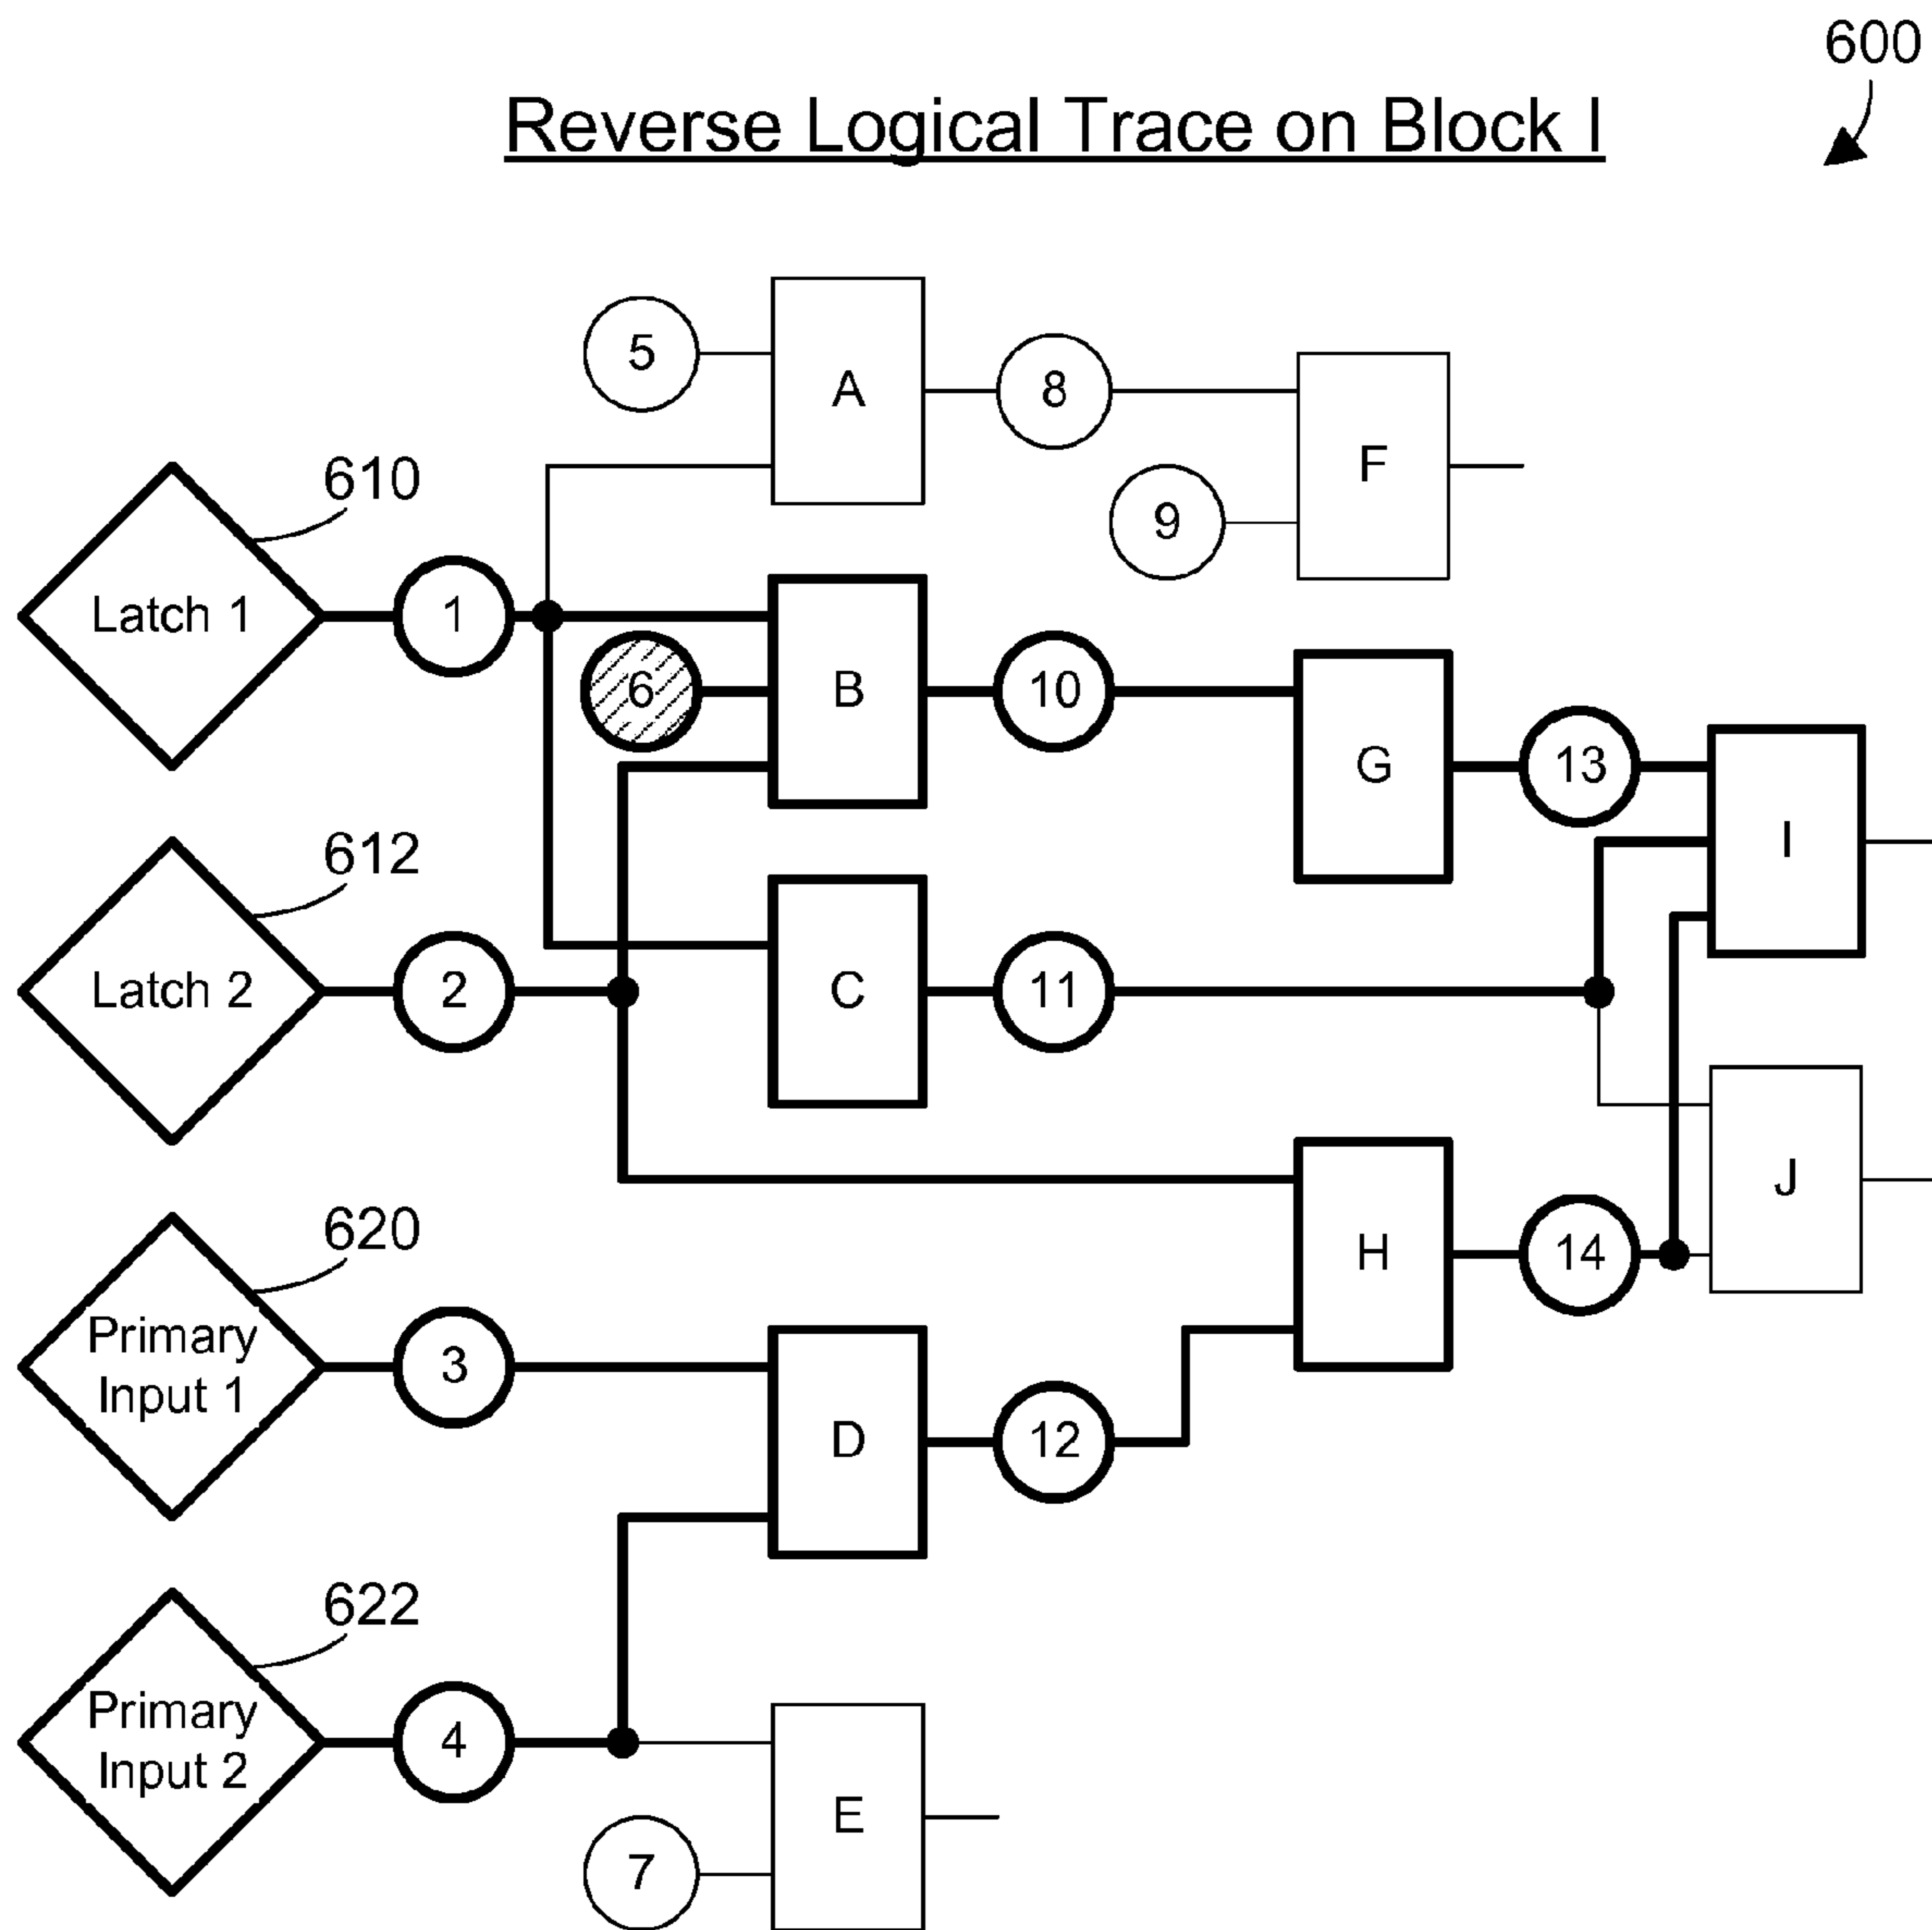 600
Reverse Logical Trace on Block I
5
A
8
F
9
610
Latch 1
1
6
B
10
G
13
I
612
Latch 2
2
C
11
J
620
Primary
Input 1
3
H
14
D
12
622
Primary
Input 2
4
E
7